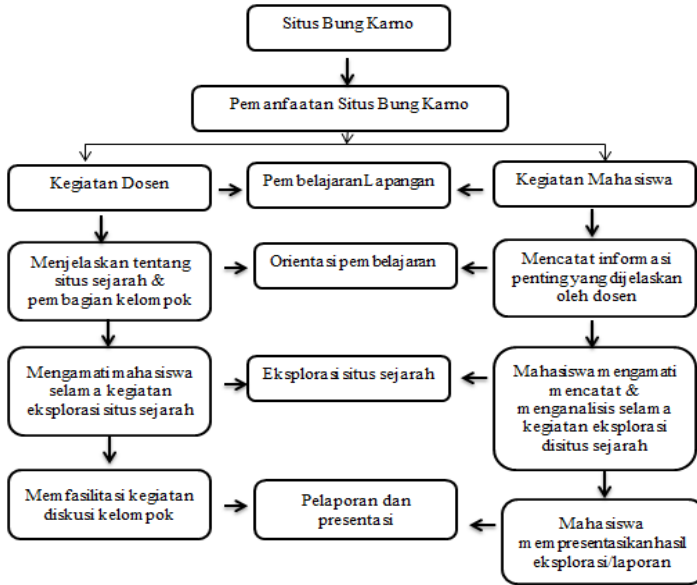 Situs Bung Karno
Pemanfaatan Situs Bung Karno
Kegiatan Dosen
Pembelajaran Lapangan
Kegiatan Mahasiswa
Menjelaskan tentang
situs sejarah &
pembagian kelompok
Orientasi pembelajaran
Mencatat informasi
penting yang dijelaskan
oleh dosen
Mengamati mahasiswa
selama kegiatan
eksplorasi situs sejarah
Eksplorasi situs sejarah
Mahasiswa mengamati
mencatat &
menganalisis selama
kegiatan eksplorasi
disitus sejarah
Memfasilitasi kegiatan
diskusi kelompok
Pelaporan dan
presentasi
Mahasiswa
mempresentasikan hasil
eksplorasi/laporan